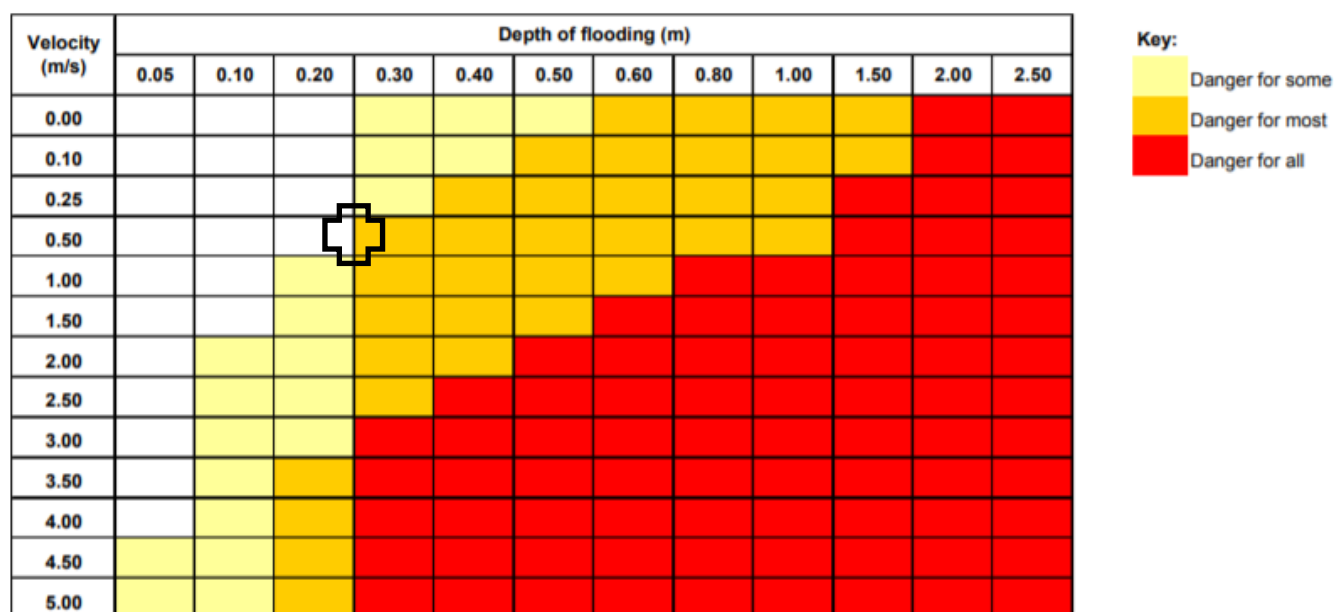 Velocity (m/s) Depth of flooding (m)
0.05 0.10 0.20 0.30 0.40 0.50 0.60 0.80 1.00 1.50 2.00 2.50
0.00
0.10
0.25
0.50
1.00
1.50
2.00
2.50
3.00
3.50
4.00
4.50
5.00
Key:
Danger for some
Danger for most
Danger for all